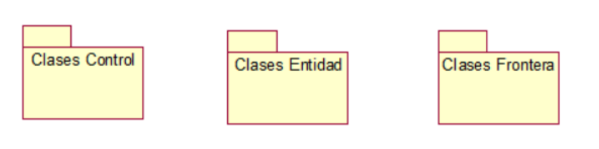 Clases Control
Clases Entidad
Clases Frontera